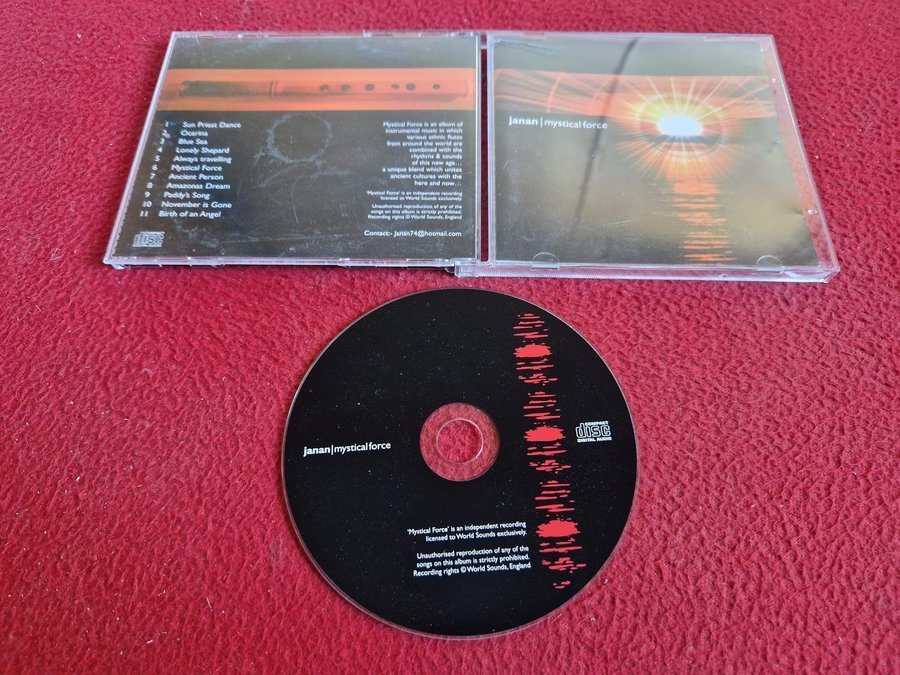 1 Sun Priest Dance
2 Ocarina
3 Blue Sea
4 Lonely Shepard
5 Always travelling
6 Mystical Force
7 Ancient Person
8 Amazonas Dream
9 Paddy's Song
10 November is Gone
11 Birth of an Angel
Mystical Force is an album of
instrumental music in which
various ethnic flutes
from around the world are
combined with the
rhythms & sounds
of this new age...
a unique blend which unites
ancient cultures with the
here and now...
'Mystical Force' is an independent recording
licensed to World Sounds exclusively
Unauthorised reproduction of any of the
songs on this album is strictly prohibited.
Recording rights © World Sounds, England
Contact:- Janan74@hotmail.com
disc
janan|mystical force
janan|mystical force
COMPACT
disc
DIGITAL AUDIO
'Mystical Force' is an independent recording
licensed to World Sounds exclusively.
Unauthorised reproduction of any of the
songs on this album is strictly prohibited.
Recording rights © World Sounds, England